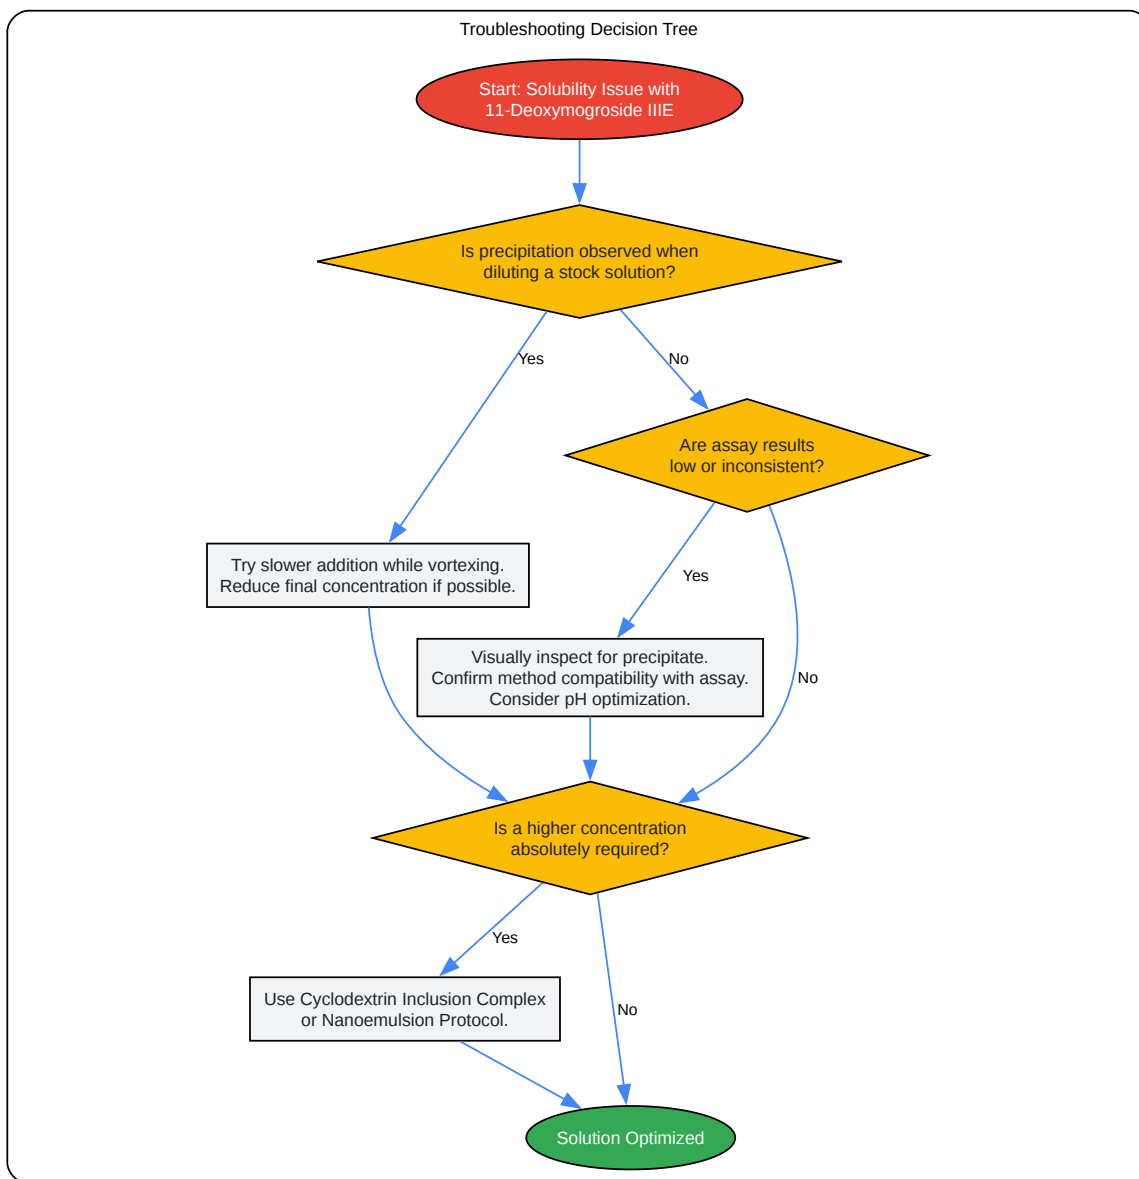 Troubleshooting Decision Tree
Start: Solubility Issue with
11-Deoxymogroside IIIE
Is precipitation observed when
diluting a stock solution?
Yes
No
Are assay results
low or inconsistent?
Try slower addition while vortexing.
Reduce final concentration if possible.
Yes
Visually inspect for precipitate.
Confirm method compatibility with assay.
Consider pH optimization.
No
Is a higher concentration
absolutely required?
Yes
Use Cyclodextrin Inclusion Complex
or Nanoemulsion Protocol.
No
Solution Optimized